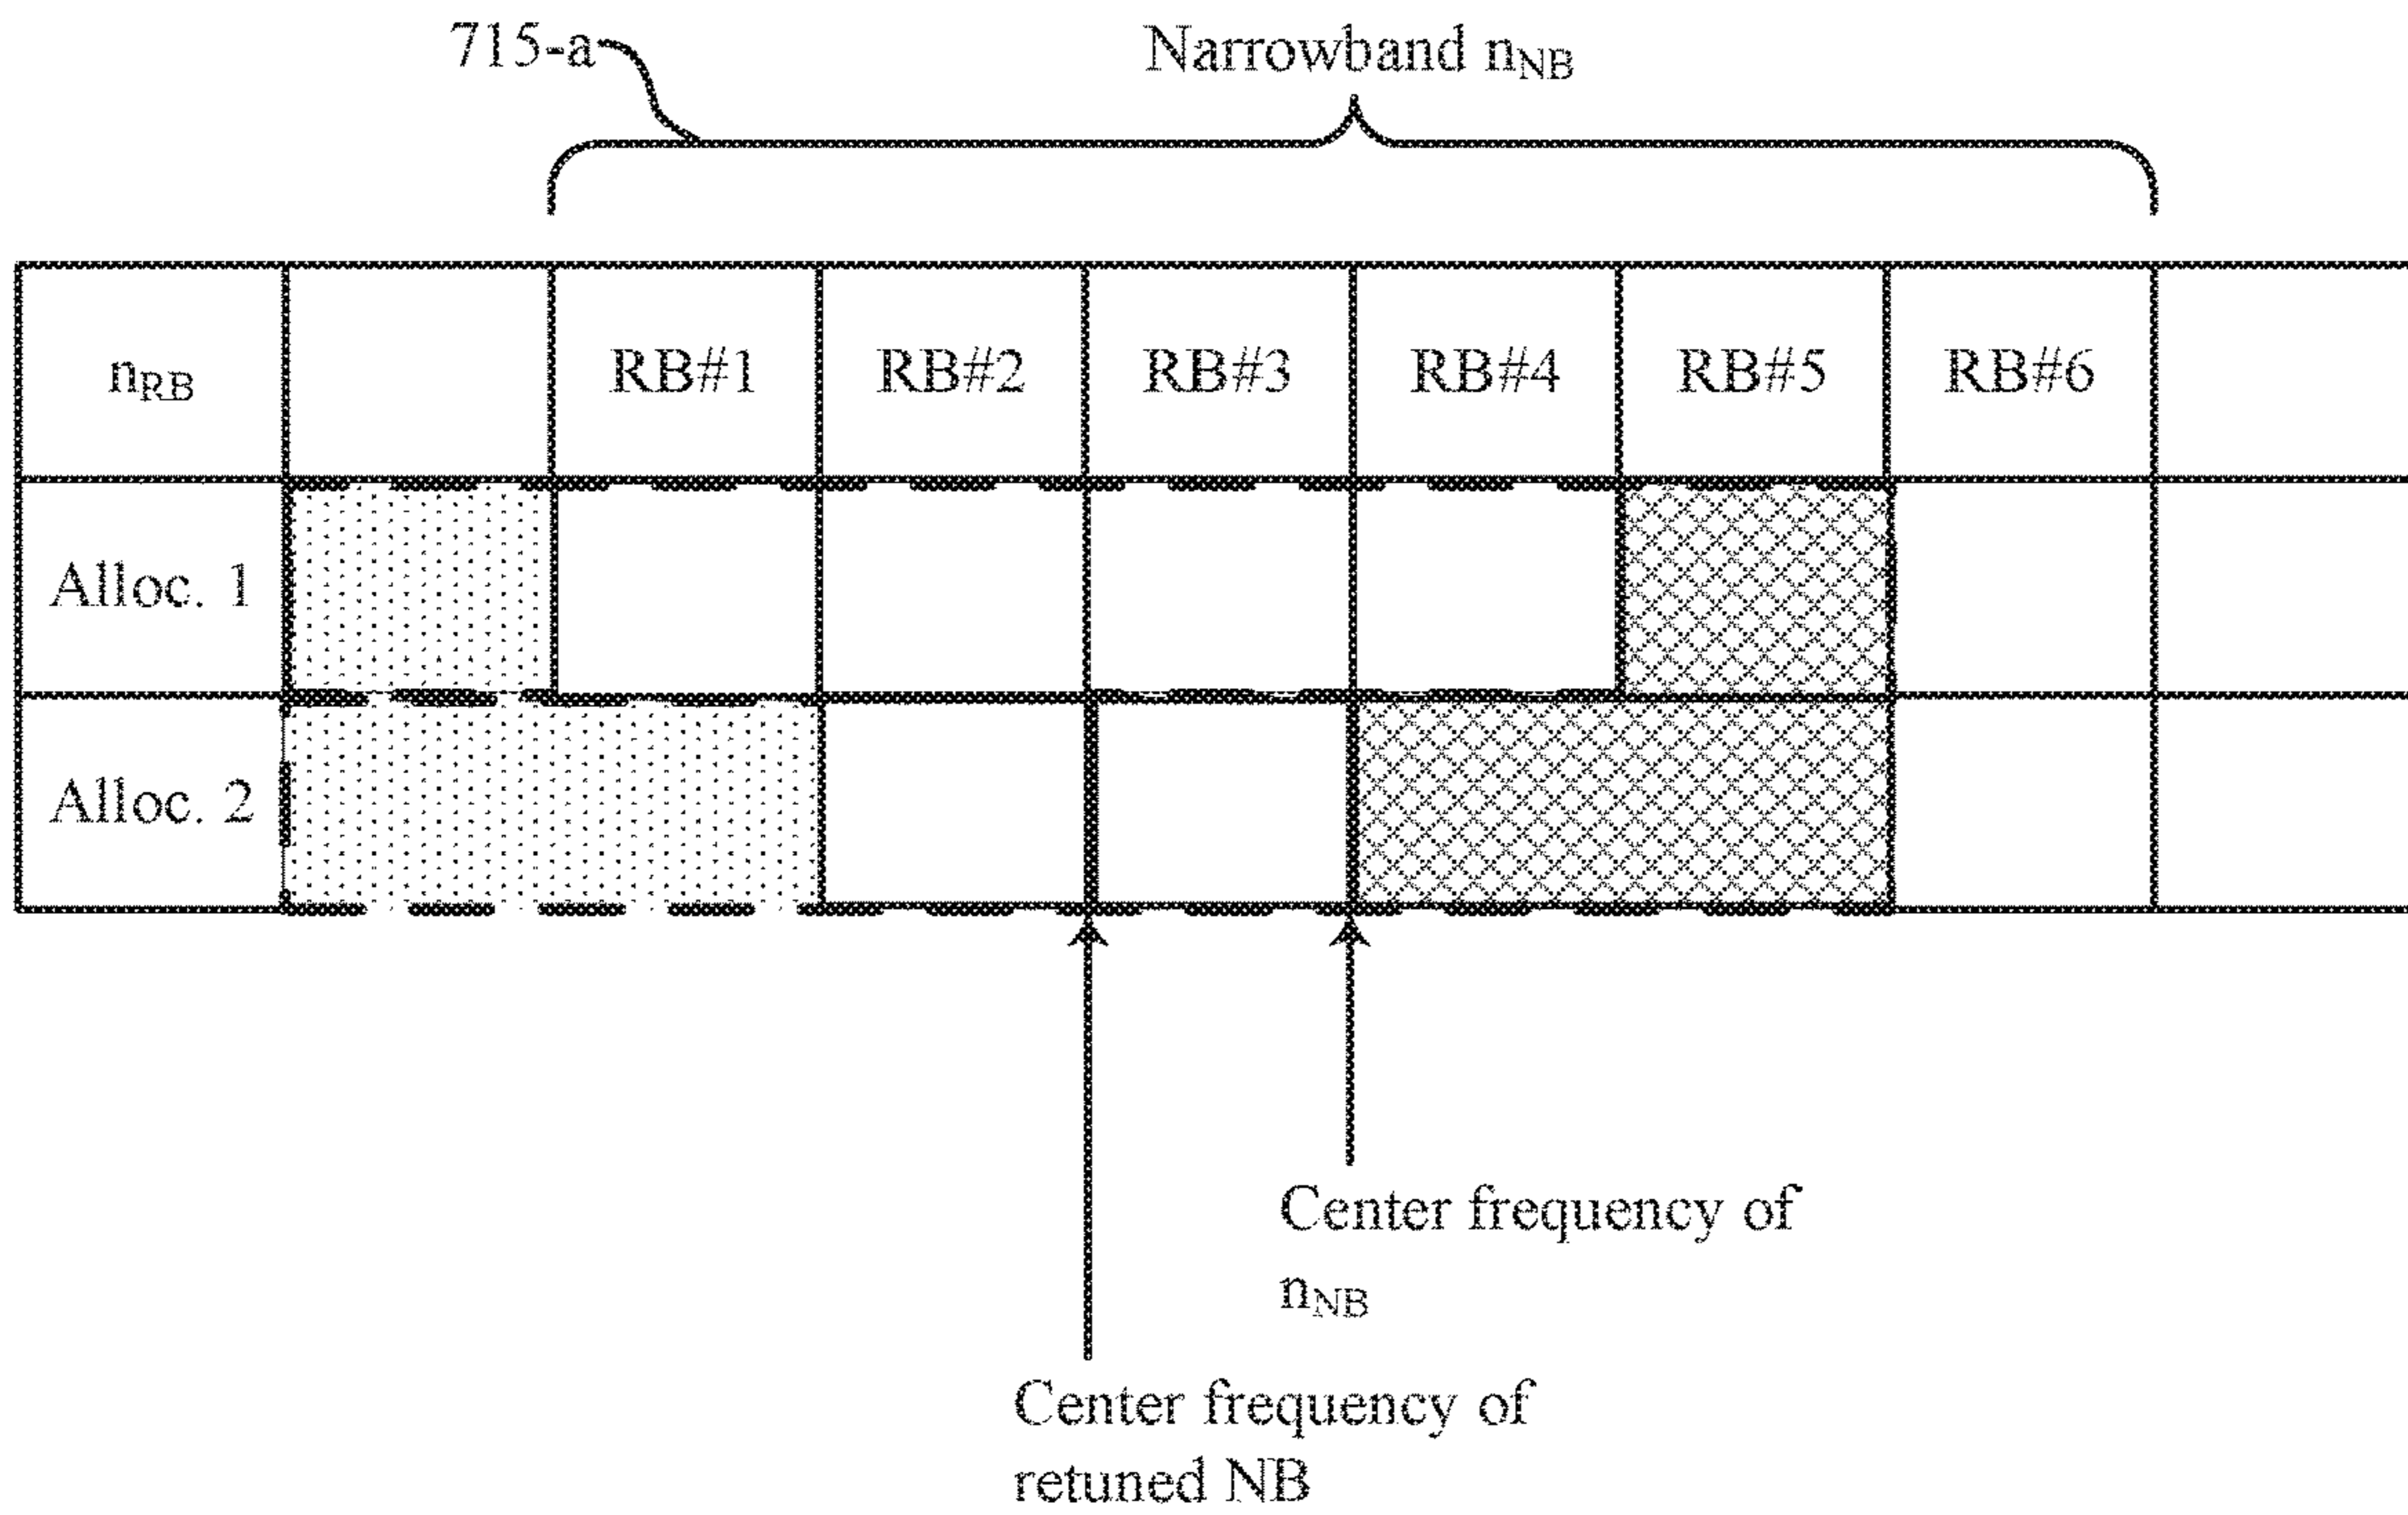 715-a
Narrowband nNB
nRB RB#1 RB#2 RB#3 RB#4 RB#5 RB#6
Alloc. 1
Alloc. 2
Center frequency of
nNB
Center frequency of
retuned NB